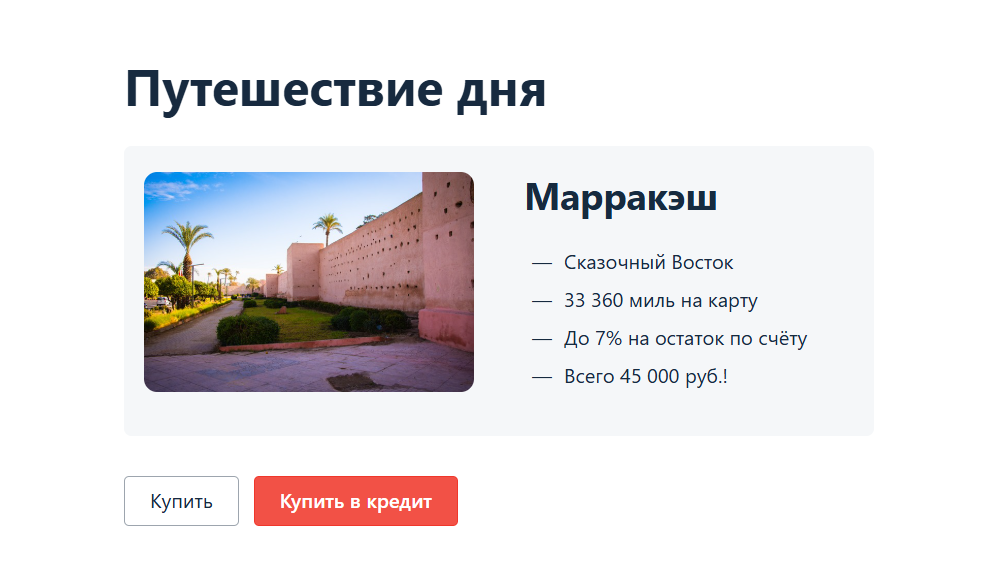 Путешествие дня
Марракэш
— Сказочный Восток
— 33 360 миль на карту
— До 7% на остаток по счёту
— Всего 45 000 руб.!
Купить
Купить в кредит